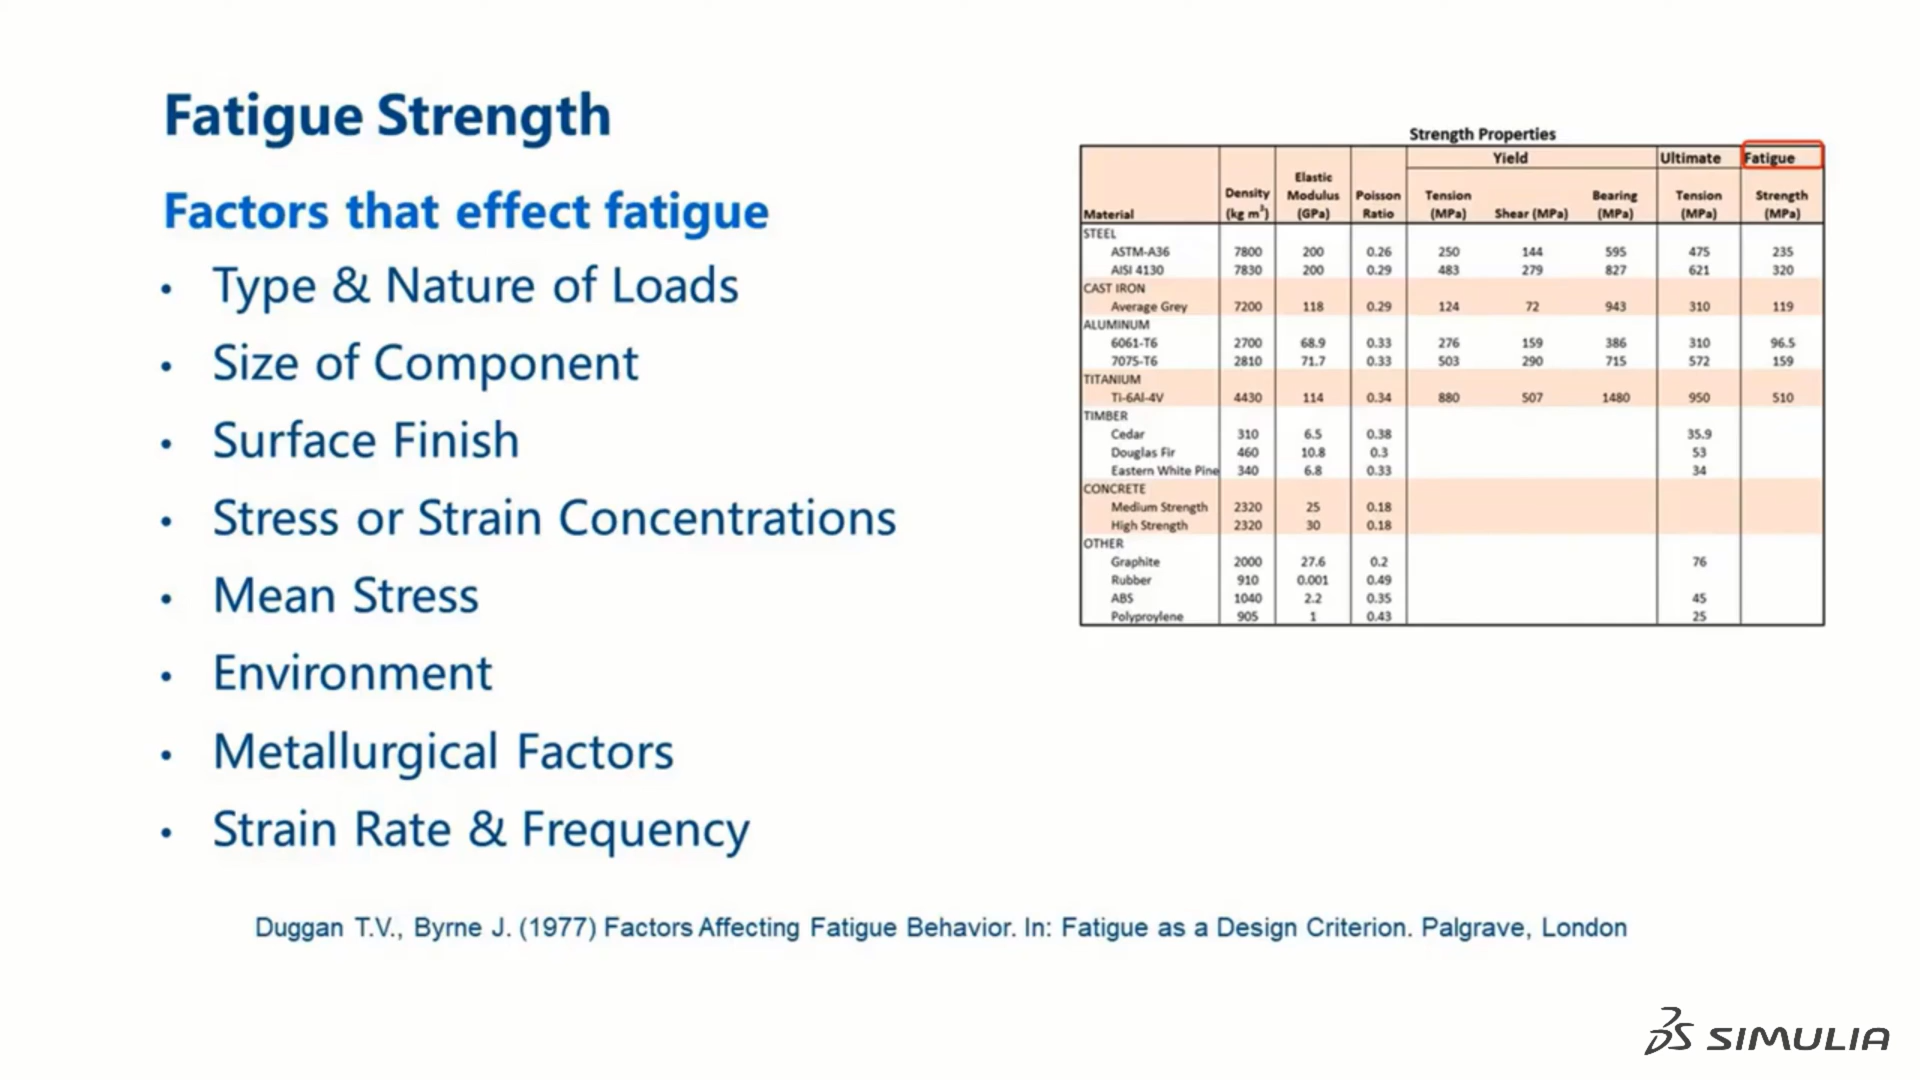 Fatigue Strength
Factors that effect fatigue
• Type & Nature of Loads
• Size of Component
• Surface Finish
• Stress or Strain Concentrations
• Mean Stress
• Environment
• Metallurgical Factors
• Strain Rate & Frequency
Strength Properties
Yield Ultimate Fatigue
Material Density (kg m³) Elastic Modulus (GPa) Poisson Ratio Tension (MPa) Shear (MPa) Bearing (MPa) Tension (MPa) Strength (MPa)
STEEL
ASTM-A36 7800 200 0.26 250 144 595 475 235
AISI 4130 7830 200 0.29 483 279 827 621 320
CAST IRON
Average Grey 7200 118 0.29 124 72 943 310 119
ALUMINUM
6061-T6 2700 68.9 0.33 276 159 386 310 96.5
7075-T6 2810 71.7 0.33 503 290 715 572 159
TITANIUM
Ti-6Al-4V 4430 114 0.34 880 507 1480 950 510
TIMBER
Cedar 310 6.5 0.38 35.9
Douglas Fir 460 10.8 0.3 53
Eastern White Pine 340 6.8 0.33 34
CONCRETE
Medium Strength 2320 25 0.18
High Strength 2320 30 0.18
OTHER
Graphite 2000 27.6 0.2 76
Rubber 910 0.001 0.49
ABS 1040 2.2 0.35 45
Polyproylene 905 1 0.43 25
Duggan T.V., Byrne J. (1977) Factors Affecting Fatigue Behavior. In: Fatigue as a Design Criterion. Palgrave, London
SIMULIA